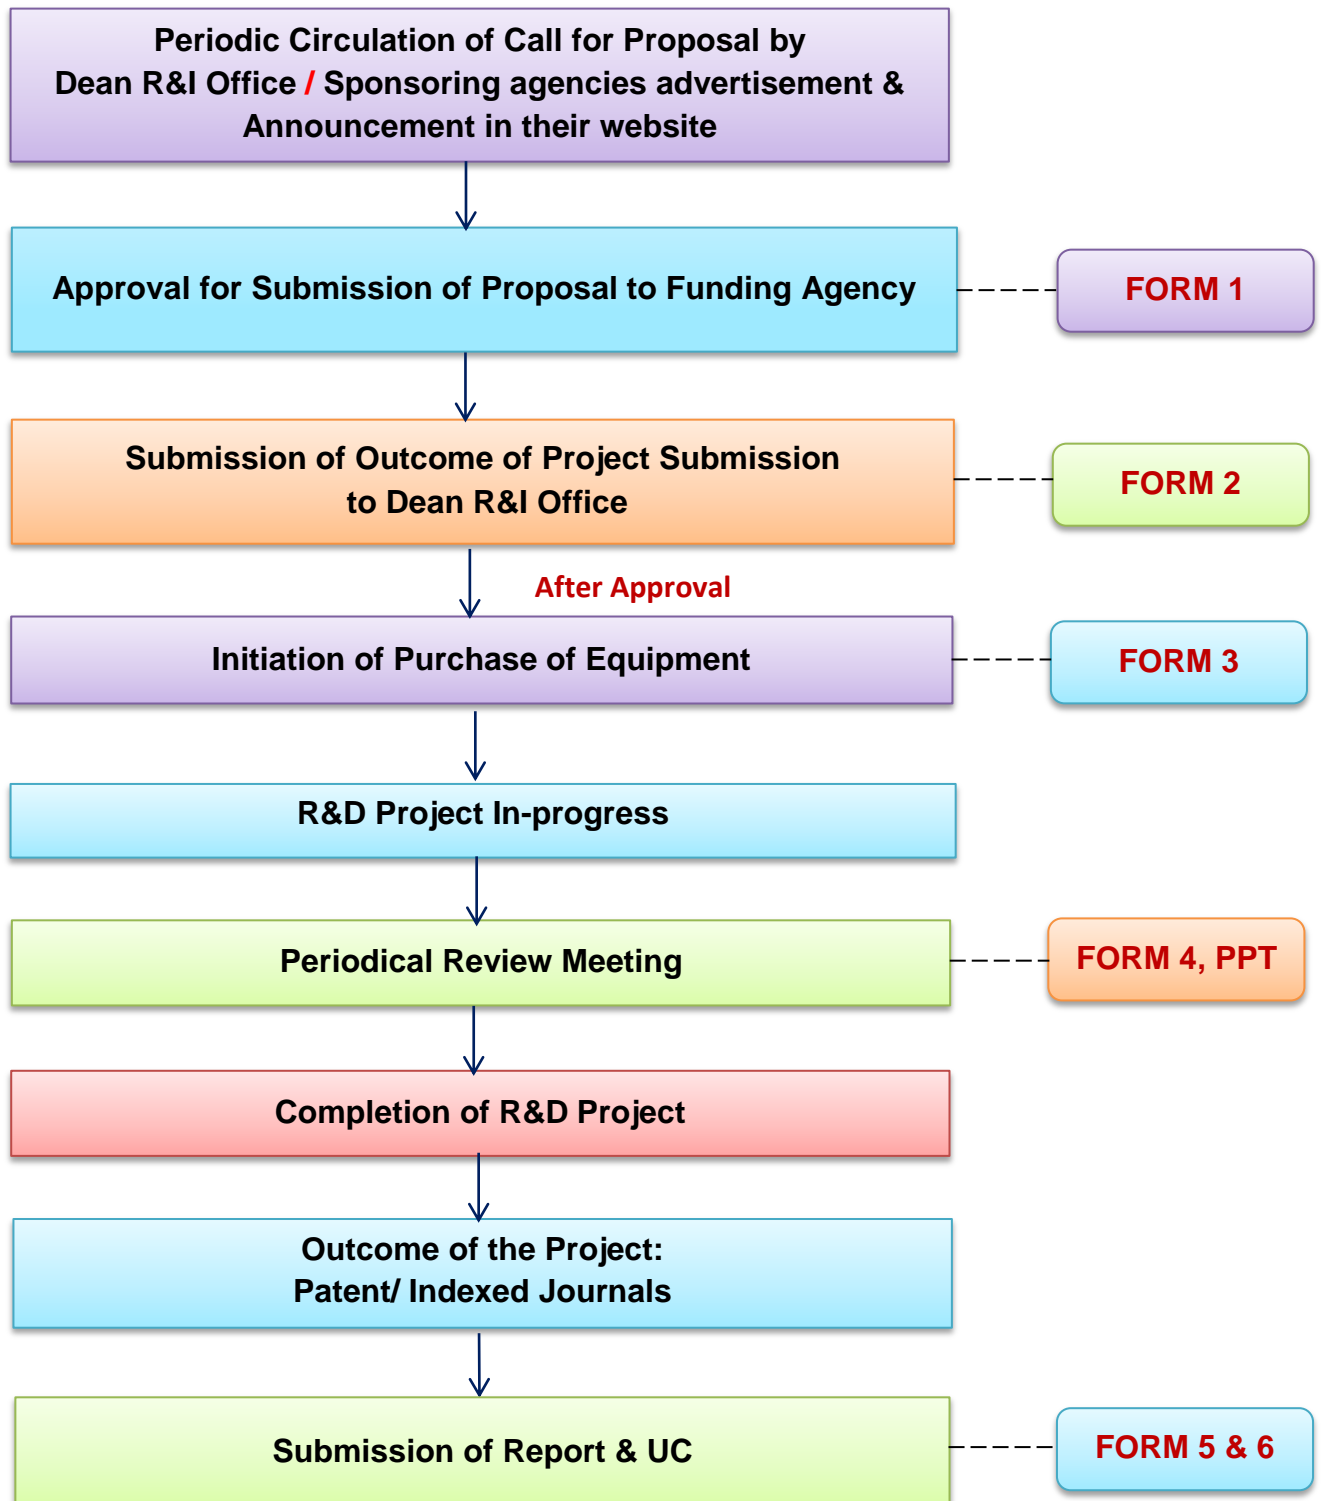 Periodic Circulation of Call for Proposal by
Dean R&I Office / Sponsoring agencies advertisement &
Announcement in their website
Approval for Submission of Proposal to Funding Agency
FORM 1
Submission of Outcome of Project Submission
to Dean R&I Office
FORM 2
After Approval
Initiation of Purchase of Equipment
FORM 3
R&D Project In-progress
Periodical Review Meeting
FORM 4, PPT
Completion of R&D Project
Outcome of the Project:
Patent/ Indexed Journals
Submission of Report & UC
FORM 5 & 6